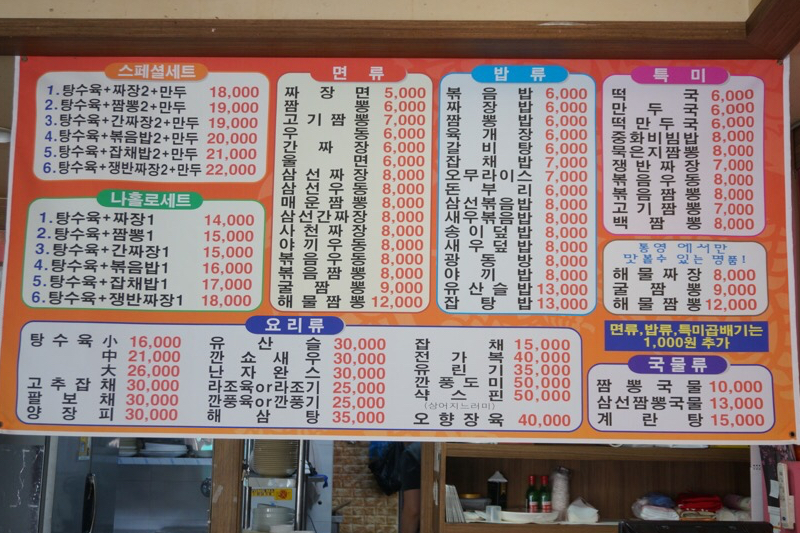 스페셜세트
1. 탕수육+짜장2+만두 18,000
2. 탕수육+짬뽕2+만두 19,000
3. 탕수육+간짜장2+만두 19,000
4. 탕수육+볶음밥2+만두 20,000
5. 탕수육+잡채밥2+만두 21,000
6. 탕수육+쟁반짜장2+만두 22,000
나홀로세트
1. 탕수육+짜장1 14,000
2. 탕수육+짬뽕1 15,000
3. 탕수육+간짜장1 15,000
4. 탕수육+볶음밥1 16,000
5. 탕수육+잡채밥1 17,000
6. 탕수육+쟁반짜장1 18,000
면류
짜장면 5,000
짬뽕 6,000
고기짬뽕 7,000
우동 6,000
간짜장 6,000
울면 6,000
삼선짜장 8,000
삼선우동 8,000
매운짬뽕 8,000
삼선간짜장 8,000
사천짜장 8,000
야끼우동 8,000
볶음우동 8,000
볶음짬뽕 8,000
굴짬뽕 9,000
해물짬뽕 12,000
밥류
볶음밥 6,000
짜장밥 6,000
짬뽕밥 6,000
육개장 6,000
갈비탕 6,000
잡채밥 7,000
오무라이스 7,000
돈부리 6,000
삼선볶음밥 8,000
새우볶음밥 8,000
송이덮밥 8,000
새우덮밥 8,000
광동방 8,000
야끼밥 8,000
유산슬밥 13,000
잡탕밥 13,000
특미
떡국 6,000
만두국 6,000
떡만두국 6,000
중화비빔밥 8,000
묵은지짬뽕 8,000
쟁반짜장 7,000
볶음우동 8,000
볶음짬뽕 8,000
고기짬뽕 7,000
백짬뽕 8,000
통영에서만
맛볼수 있는 명품!
해물짜장 8,000
굴짬뽕 9,000
해물짬뽕 12,000
면류,밥류,특미곱배기는
1,000원 추가
요리류
탕수육 小 16,000
中 21,000
大 26,000
고추잡채 30,000
팔보채 30,000
양장피 30,000
유산슬 30,000
깐쇼새우 30,000
난자완스 30,000
라조육or라조기 25,000
깐풍육or깐풍기 25,000
해삼탕 35,000
잡채 15,000
전가복 40,000
유린기 35,000
깐풍도미 50,000
샥스핀 50,000
(상어지느러미)
오향장육 40,000
국물류
짬뽕국물 10,000
삼선짬뽕국물 13,000
계란탕 15,000